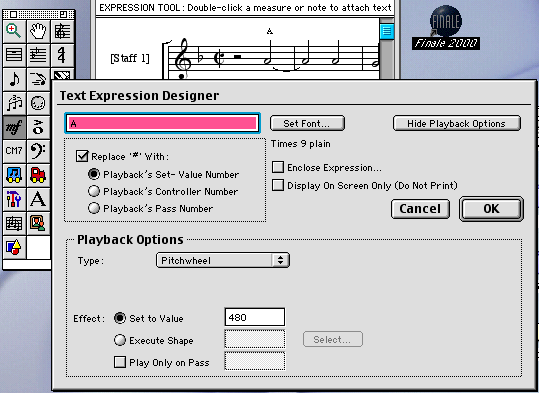 EXPRESSION TOOL: Double-click a measure or note to attach text
A
[Staff 1]
Finale 2000
FINALE
mf
CM7
A
Text Expression Designer
A
Set Font...
Hide Playback Options
Times 9 plain
Replace '#' With:
Playback's Set- Value Number
Playback's Controller Number
Playback's Pass Number
Enclose Expression...
Display On Screen Only (Do Not Print)
Cancel
OK
Playback Options
Type:
Pitchwheel
Effect:
Set to Value
480
Execute Shape
Select...
Play Only on Pass